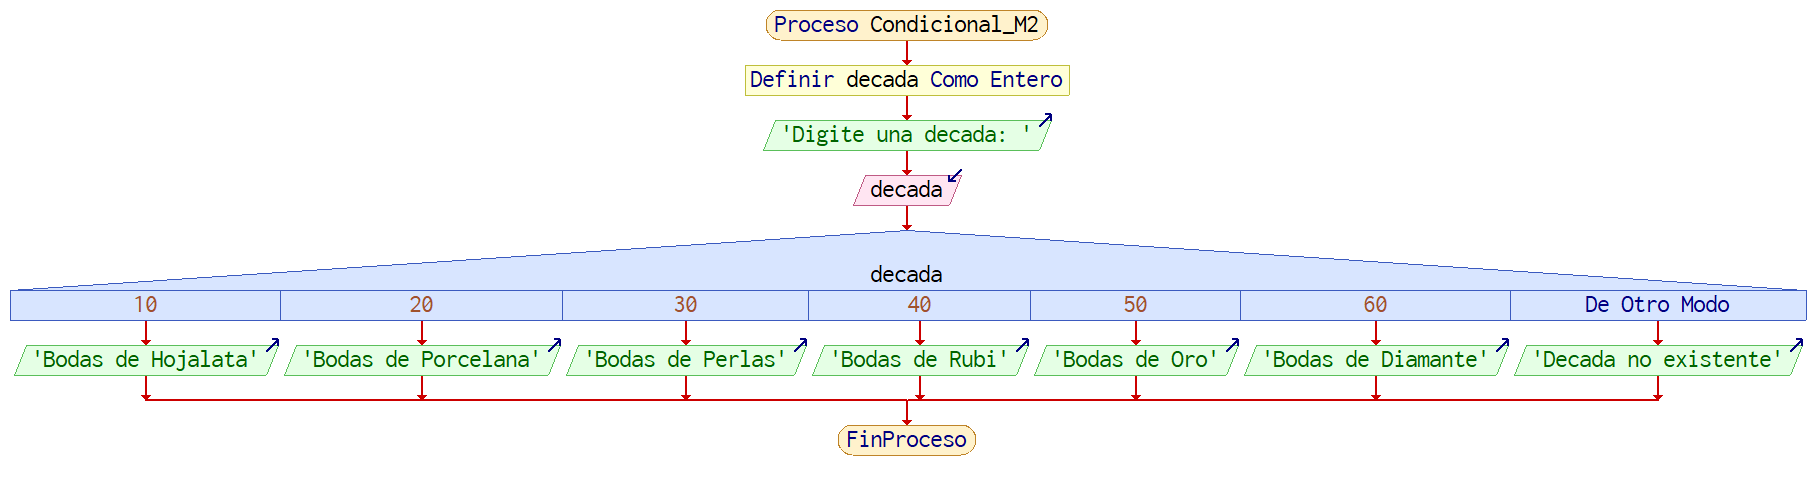 Proceso Condicional_M2
Definir decada Como Entero
'Digite una decada: '
decada
decada
10 20 30 40 50 60 De Otro Modo
'Bodas de Hojalata' 'Bodas de Porcelana' 'Bodas de Perlas' 'Bodas de Rubi' 'Bodas de Oro' 'Bodas de Diamante' 'Decada no existente'
FinProceso